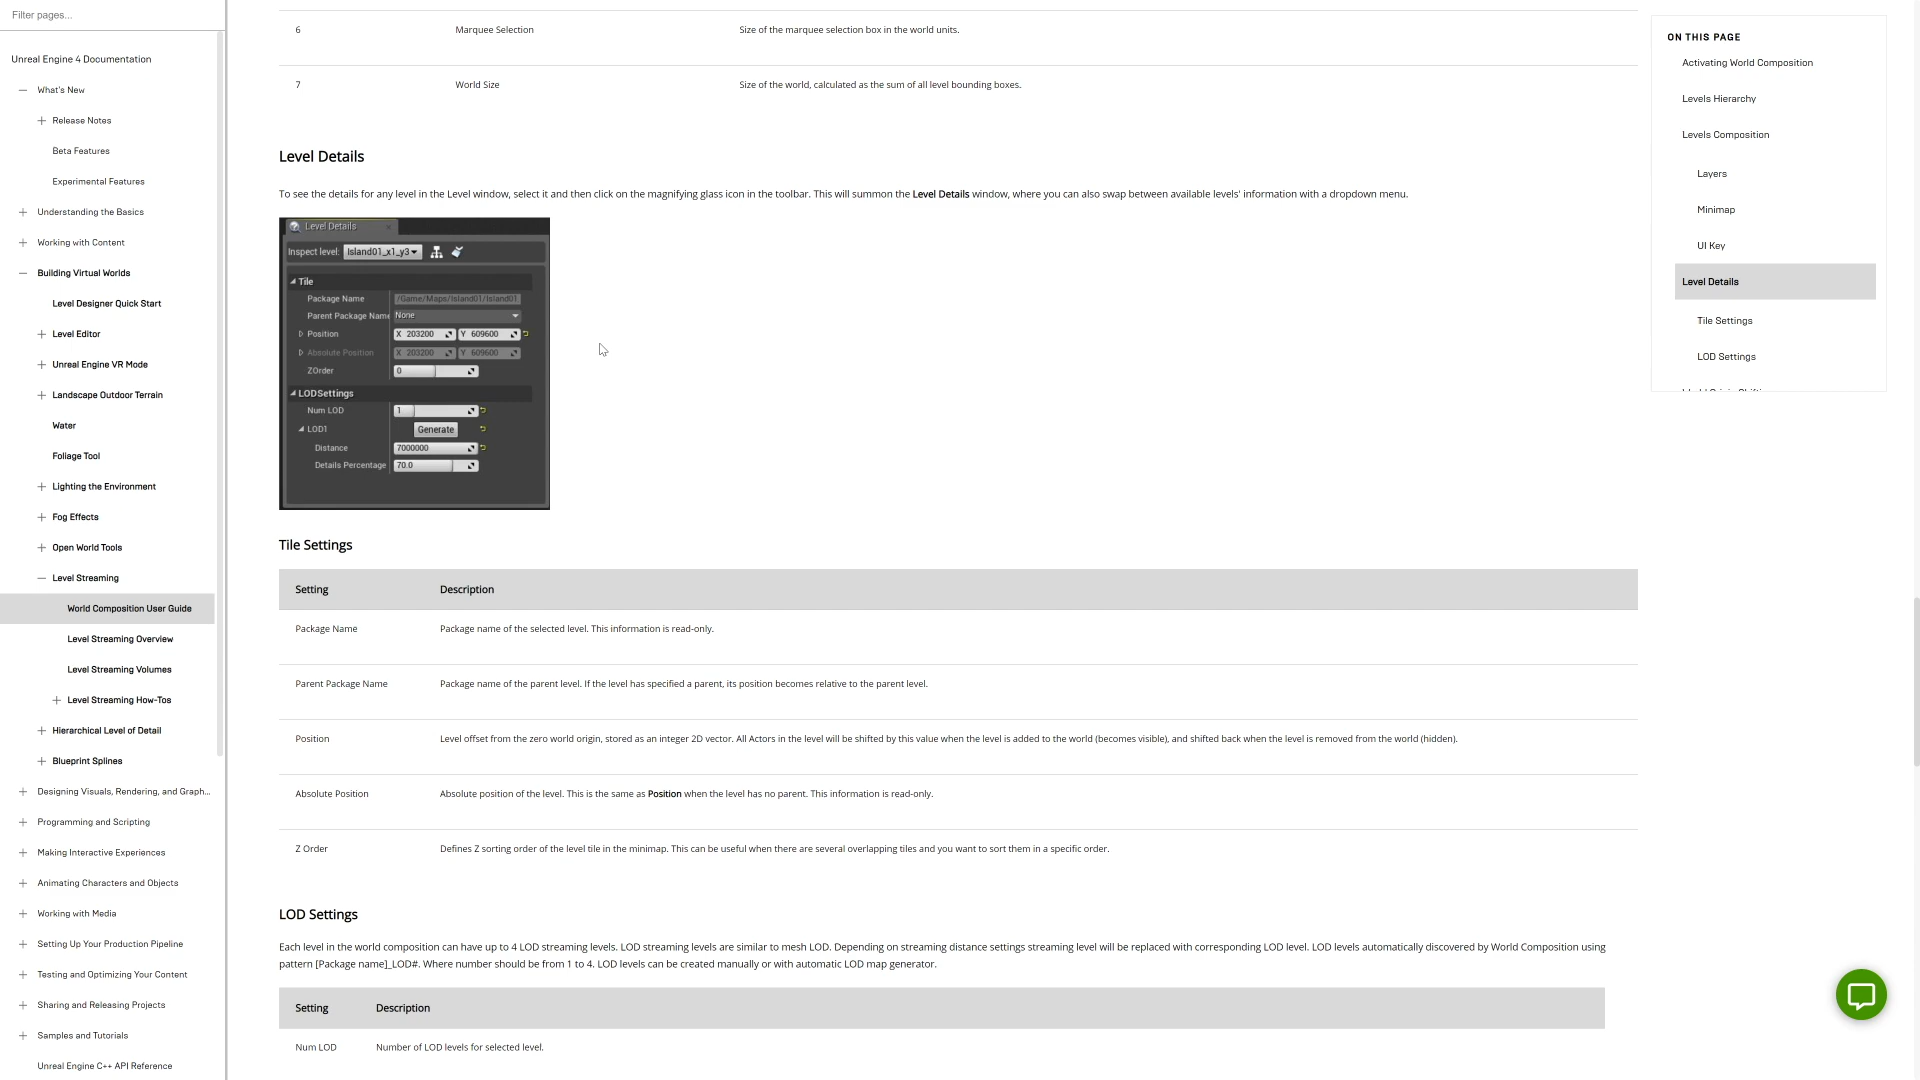 Filter pages...
Unreal Engine 4 Documentation
What's New
Release Notes
Beta Features
Experimental Features
Understanding the Basics
Working with Content
Building Virtual Worlds
Level Designer Quick Start
Level Editor
Unreal Engine VR Mode
Landscape Outdoor Terrain
Water
Foliage Tool
Lighting the Environment
Fog Effects
Open World Tools
Level Streaming
World Composition User Guide
Level Streaming Overview
Level Streaming Volumes
Level Streaming How-Tos
Hierarchical Level of Detail
Blueprint Splines
Designing Visuals, Rendering, and Graph...
Programming and Scripting
Making Interactive Experiences
Animating Characters and Objects
Working with Media
Setting Up Your Production Pipeline
Testing and Optimizing Your Content
Sharing and Releasing Projects
Samples and Tutorials
Unreal Engine C++ API Reference
6 Marquee Selection Size of the marquee selection box in the world units.
7 World Size Size of the world, calculated as the sum of all level bounding boxes.
Level Details
To see the details for any level in the Level window, select it and then click on the magnifying glass icon in the toolbar. This will summon the Level Details window, where you can also swap between available levels' information with a dropdown menu.
Level Details
Inspect level: Island01_x1_y3
Tile
Package Name /Game/Maps/Island01/Island01
Parent Package Name None
Position X 203200 Y 609600
Absolute Position X 203200 Y 609600
ZOrder 0
LODSettings
Num LOD 1
LOD1 Generate
Distance 7000000
Details Percentage 70.0
Tile Settings
Setting Description
Package Name Package name of the selected level. This information is read-only.
Parent Package Name Package name of the parent level. If the level has specified a parent, its position becomes relative to the parent level.
Position Level offset from the zero world origin, stored as an integer 2D vector. All Actors in the level will be shifted by this value when the level is added to the world (becomes visible), and shifted back when the level is removed from the world (hidden).
Absolute Position Absolute position of the level. This is the same as Position when the level has no parent. This information is read-only.
Z Order Defines Z sorting order of the level tile in the minimap. This can be useful when there are several overlapping tiles and you want to sort them in a specific order.
LOD Settings
Each level in the world composition can have up to 4 LOD streaming levels. LOD streaming levels are similar to mesh LOD. Depending on streaming distance settings streaming level will be replaced with corresponding LOD level. LOD levels automatically discovered by World Composition using
pattern [Package name]_LOD#. Where number should be from 1 to 4. LOD levels can be created manually or with automatic LOD map generator.
Setting Description
Num LOD Number of LOD levels for selected level.
ON THIS PAGE
Activating World Composition
Levels Hierarchy
Levels Composition
Layers
Minimap
UI Key
Level Details
Tile Settings
LOD Settings